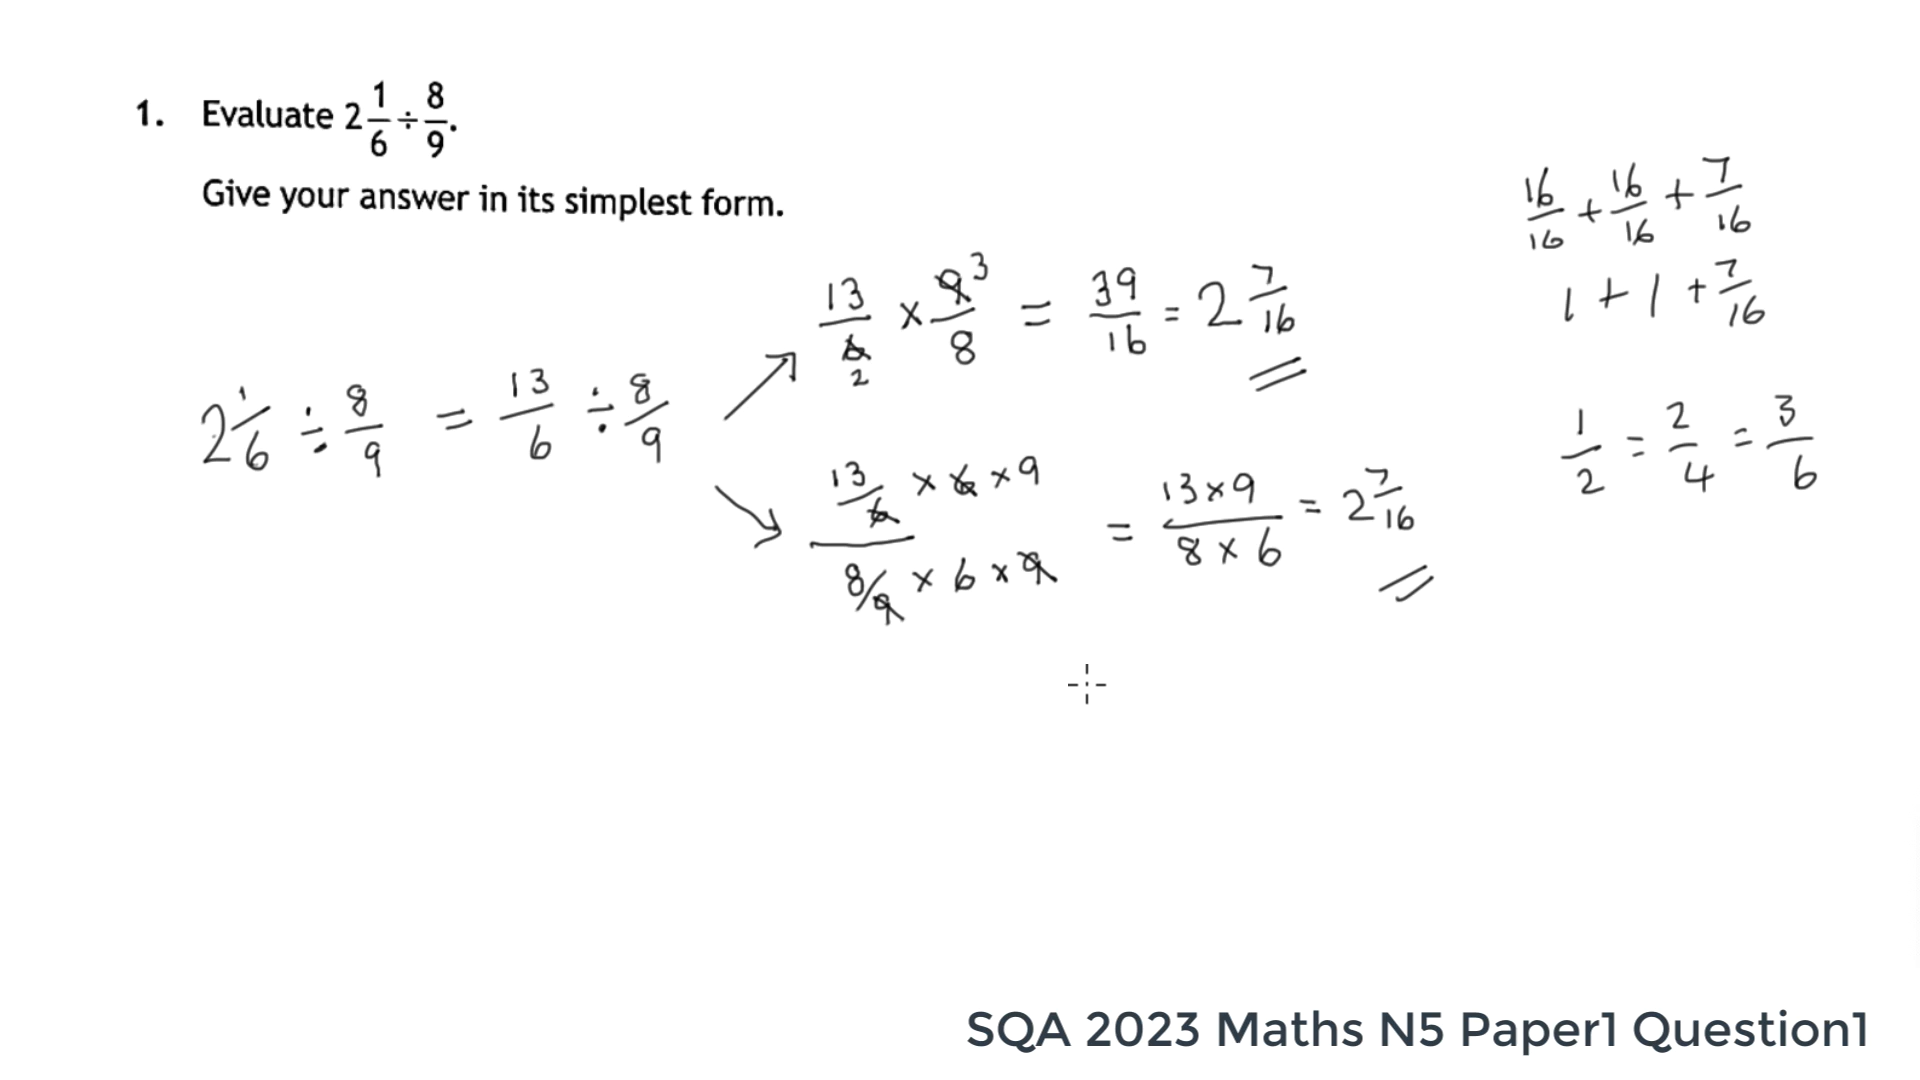 1. Evaluate 2 1/6 ÷ 8/9.
Give your answer in its simplest form.
2 1/6 ÷ 8/9 = 13/6 ÷ 8/9
13/6 2 × 9 3/8 = 39/16 = 2 7/16
13/6 × 6 × 9 / 8/9 × 6 × 9 = 13×9 / 8×6 = 2 7/16
16/16 + 16/16 + 7/16
1 + 1 + 7/16
1/2 = 2/4 = 3/6
SQA 2023 Maths N5 Paper1 Question1